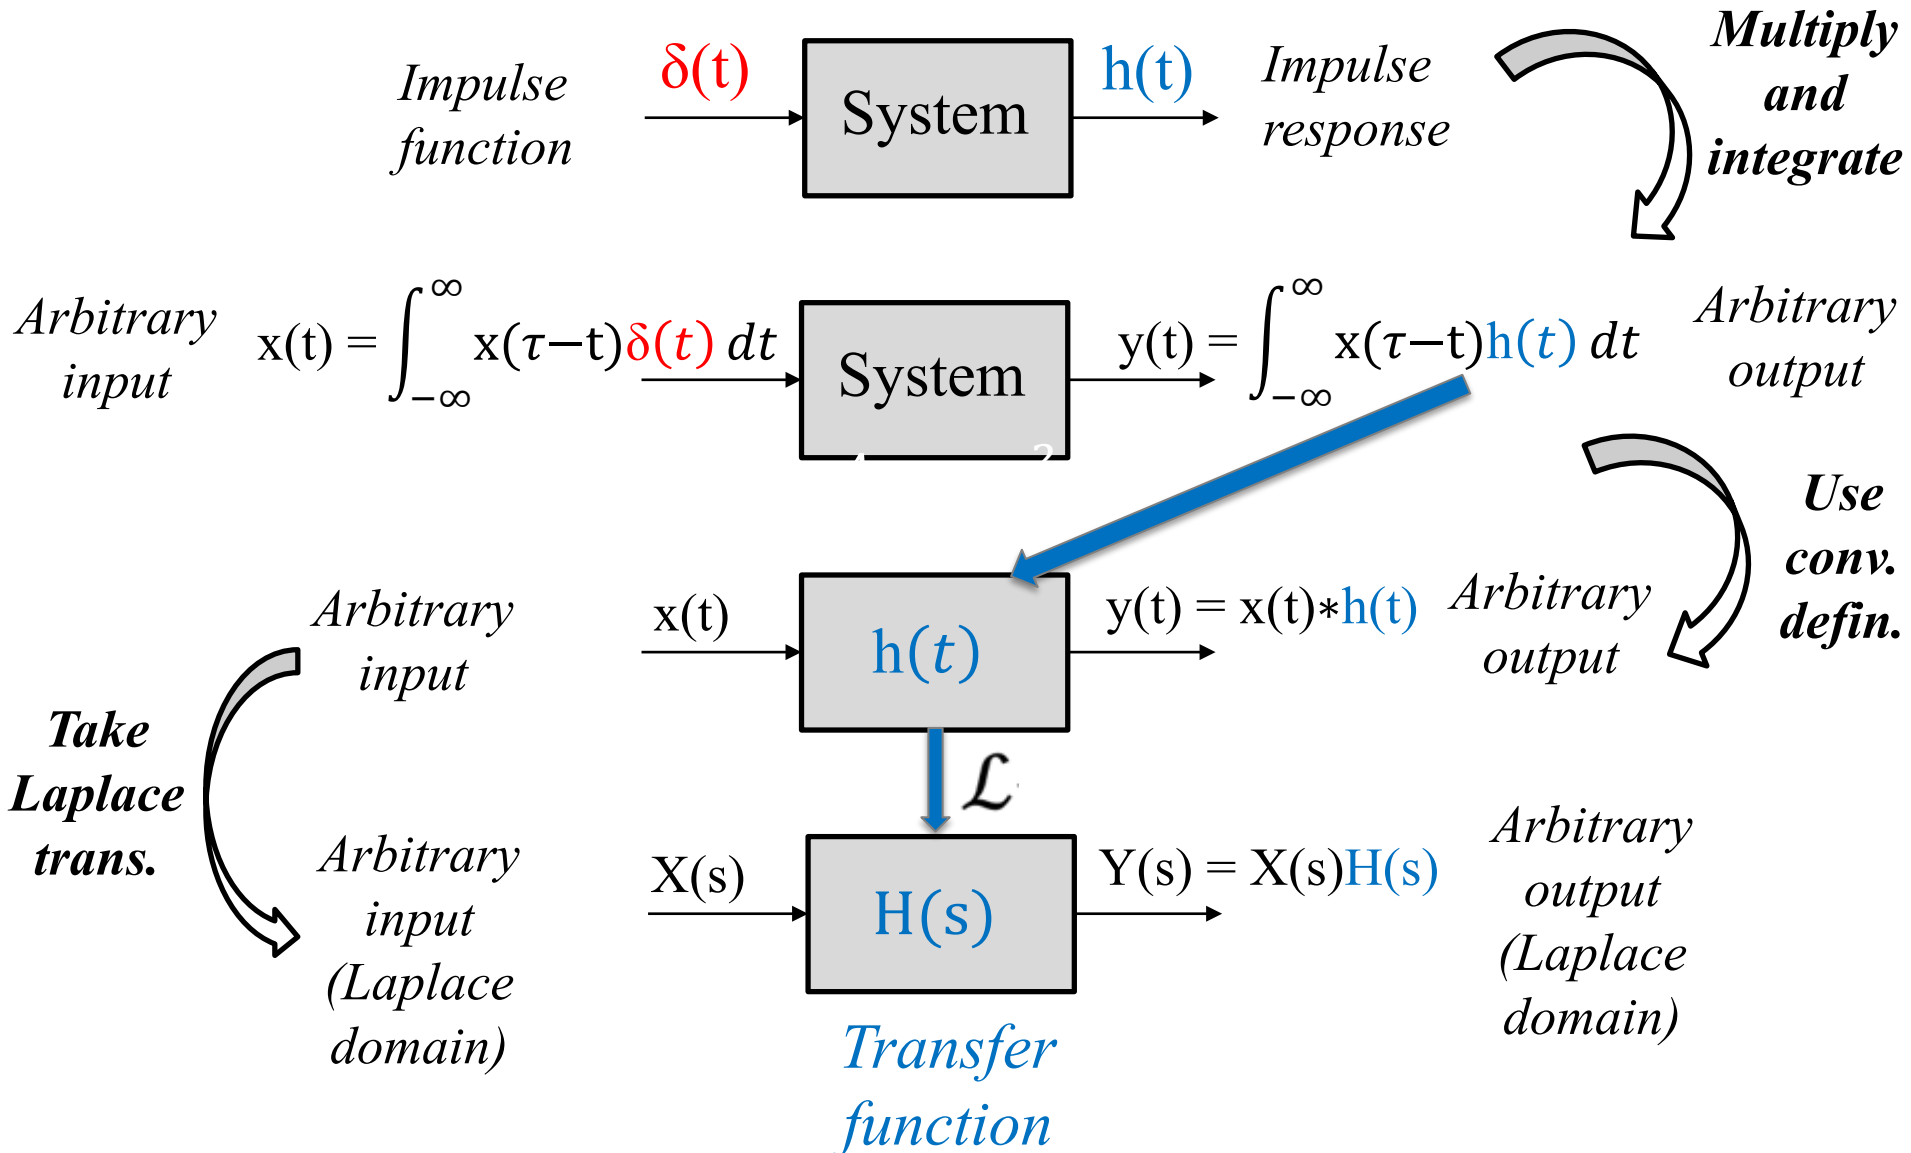 Impulse function
δ(t)
System
h(t)
Impulse response
Multiply and integrate
Arbitrary input
x(t) = ∫_{−∞}^{∞} x(τ−t)δ(t) dt
System
y(t) = ∫_{−∞}^{∞} x(τ−t)h(t) dt
Arbitrary output
Use conv. defin.
Arbitrary input
x(t)
h(t)
y(t) = x(t)*h(t)
Arbitrary output
Take Laplace trans.
ℒ
Arbitrary input (Laplace domain)
X(s)
H(s)
Y(s) = X(s)H(s)
Arbitrary output (Laplace domain)
Transfer function